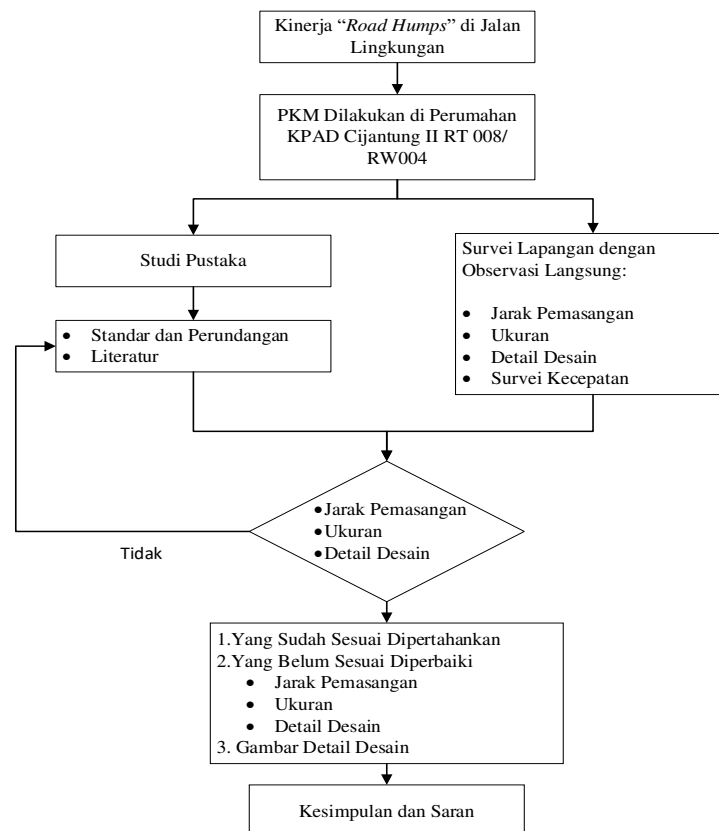 Kinerja “Road Humps” di Jalan
Lingkungan
PKM Dilakukan di Perumahan
KPAD Cijantung II RT 008/
RW004
Studi Pustaka
• Standar dan Perundangan
• Literatur
Survei Lapangan dengan
Observasi Langsung:
• Jarak Pemasangan
• Ukuran
• Detail Desain
• Survei Kecepatan
•Jarak Pemasangan
•Ukuran
•Detail Desain
Tidak
1.Yang Sudah Sesuai Dipertahankan
2.Yang Belum Sesuai Diperbaiki
• Jarak Pemasangan
• Ukuran
• Detail Desain
3. Gambar Detail Desain
Kesimpulan dan Saran